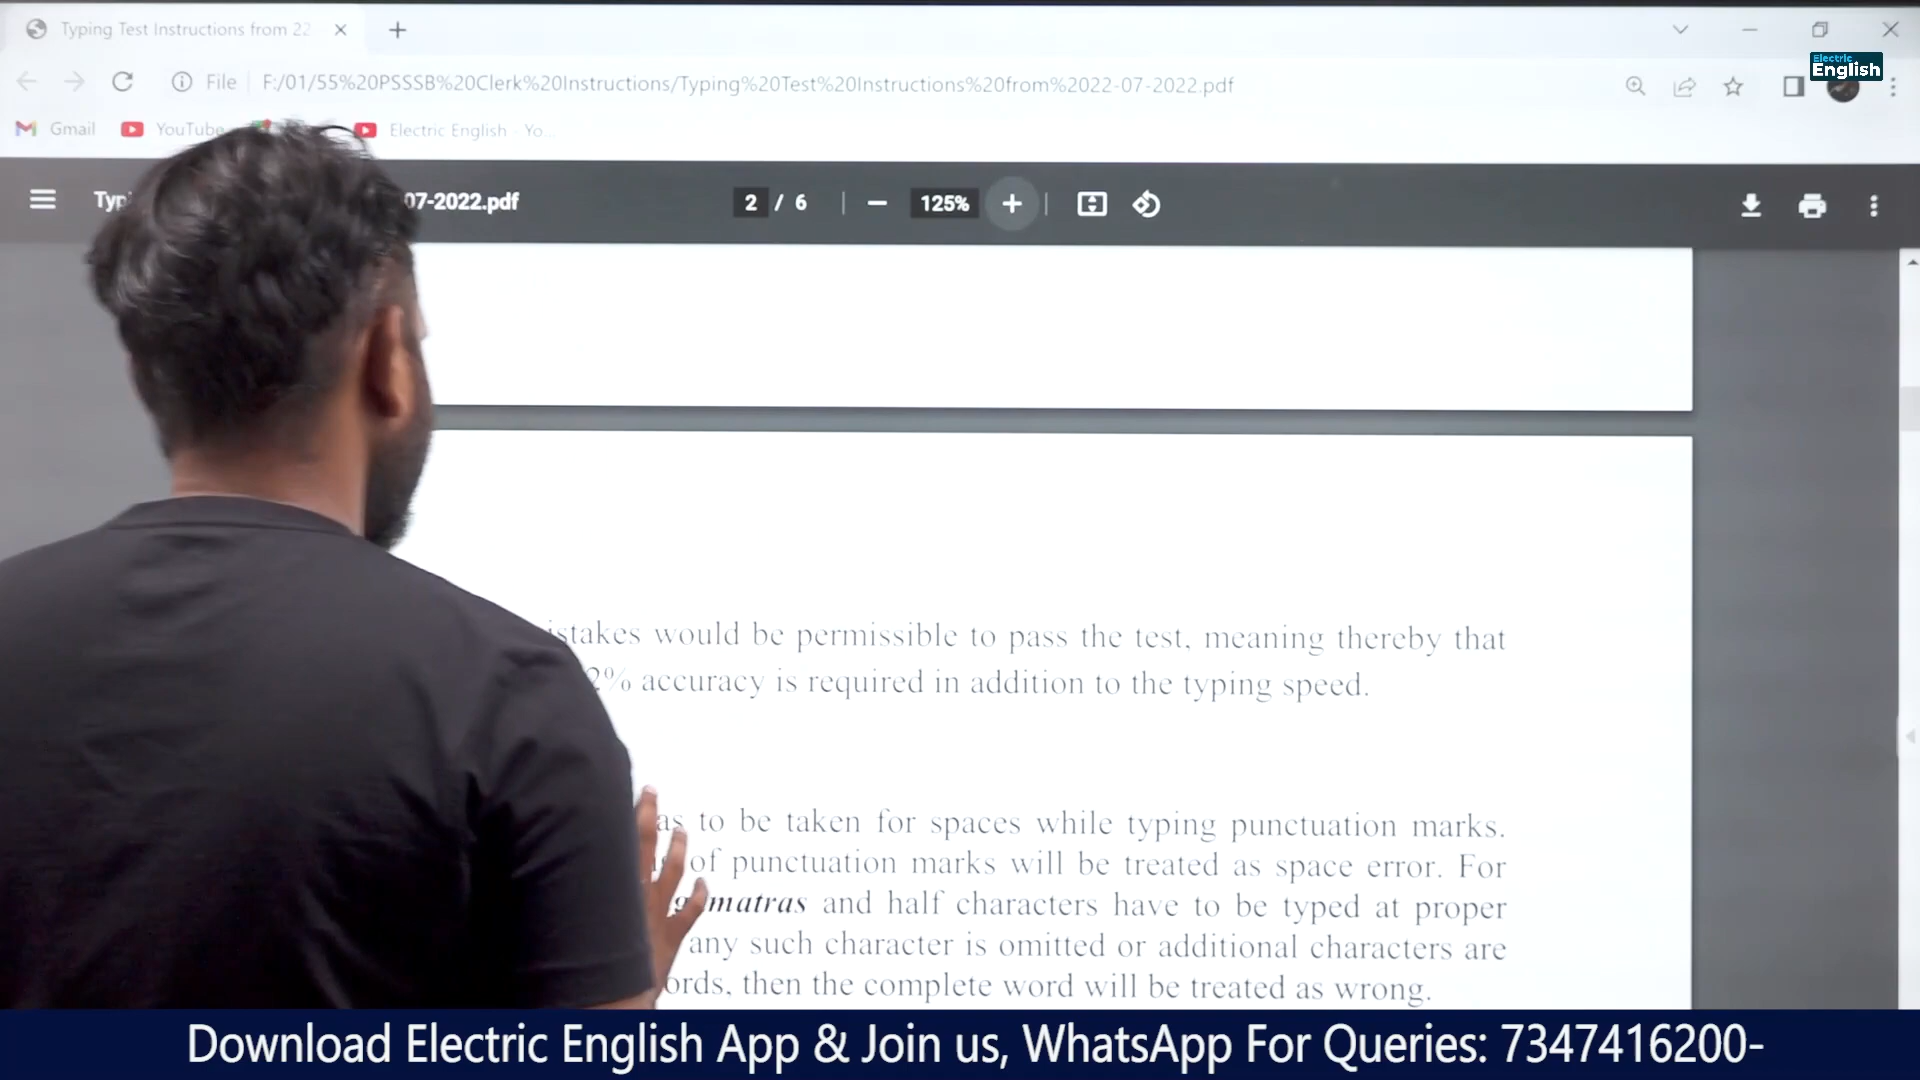 Typing Test Instructions from 22
Electric
English
File
F:/01/55%20PSSSB%20Clerk%20Instructions/Typing%20Test%20Instructions%20from%2022-07-2022.pdf
Gmail
YouTube
Electric English - Yo...
07-2022.pdf
2 / 6
125%
would be permissible to pass the test, meaning thereby that
accuracy is required in addition to the typing speed.
to be taken for spaces while typing punctuation marks.
of punctuation marks will be treated as space error. For
matras and half characters have to be typed at proper
any such character is omitted or additional characters are
then the complete word will be treated as wrong.
Download Electric English App & Join us, WhatsApp For Queries: 7347416200-